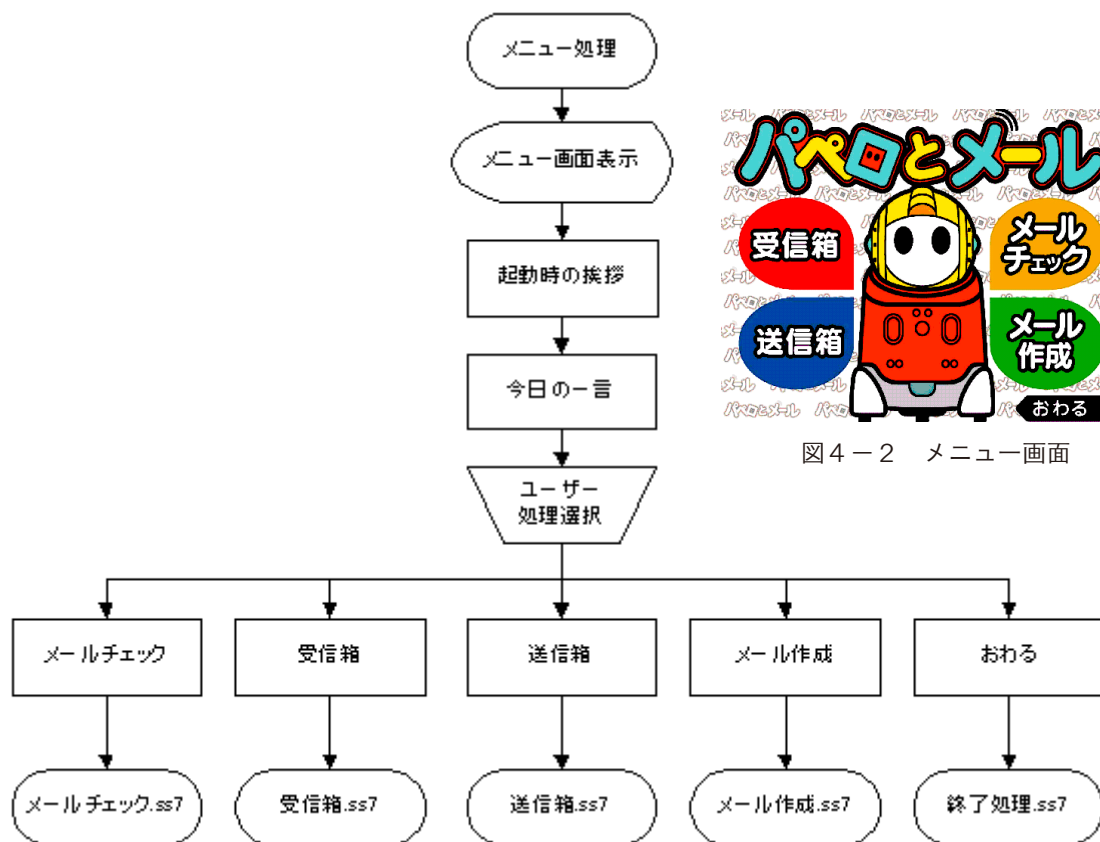 メニュー処理
メニュー画面表示
起動時の挨拶
今日の一言
ユーザー
処理選択
メールチェック
受信箱
送信箱
メール作成
おわる
メールチェック.ss7
受信箱.ss7
送信箱.ss7
メール作成.ss7
終了処理.ss7
パペロとメール
受信箱
メール
チェック
送信箱
メール
作成
おわる
図4-2 メニュー画面